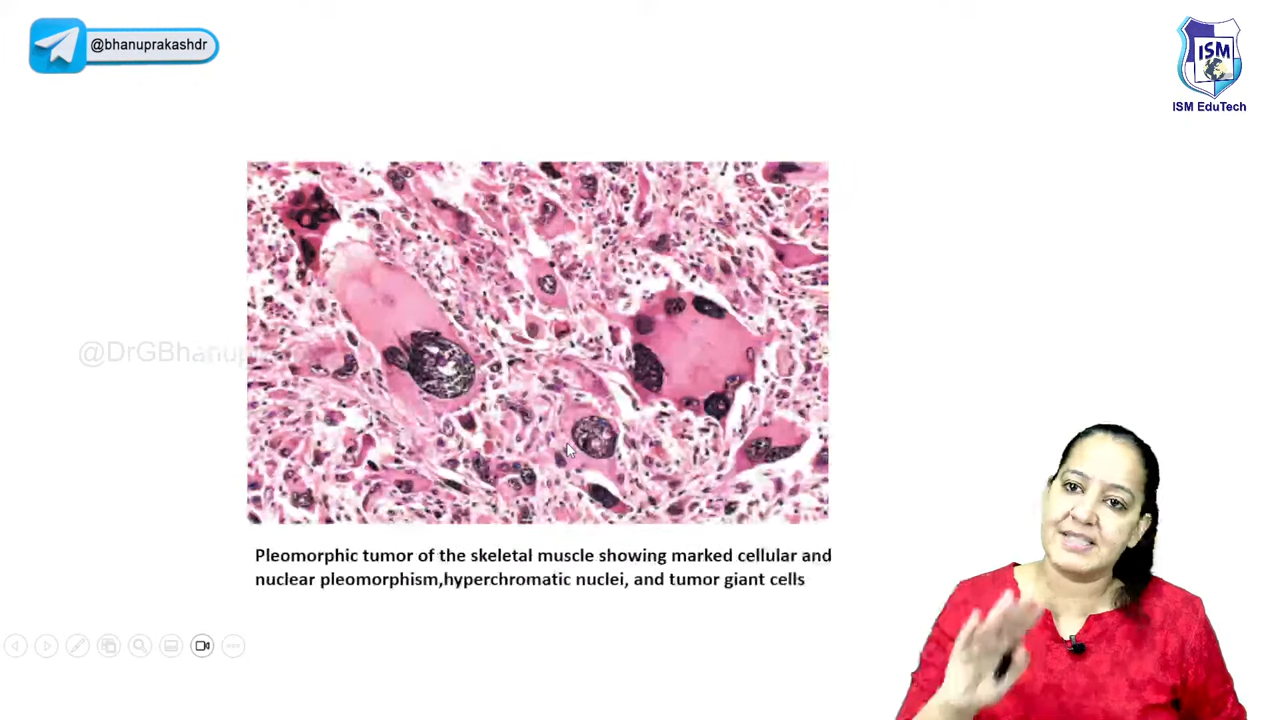 @bhanuprakashdr
ISM
ISM EduTech
@DrGBhanup
Pleomorphic tumor of the skeletal muscle showing marked cellular and
nuclear pleomorphism,hyperchromatic nuclei, and tumor giant cells